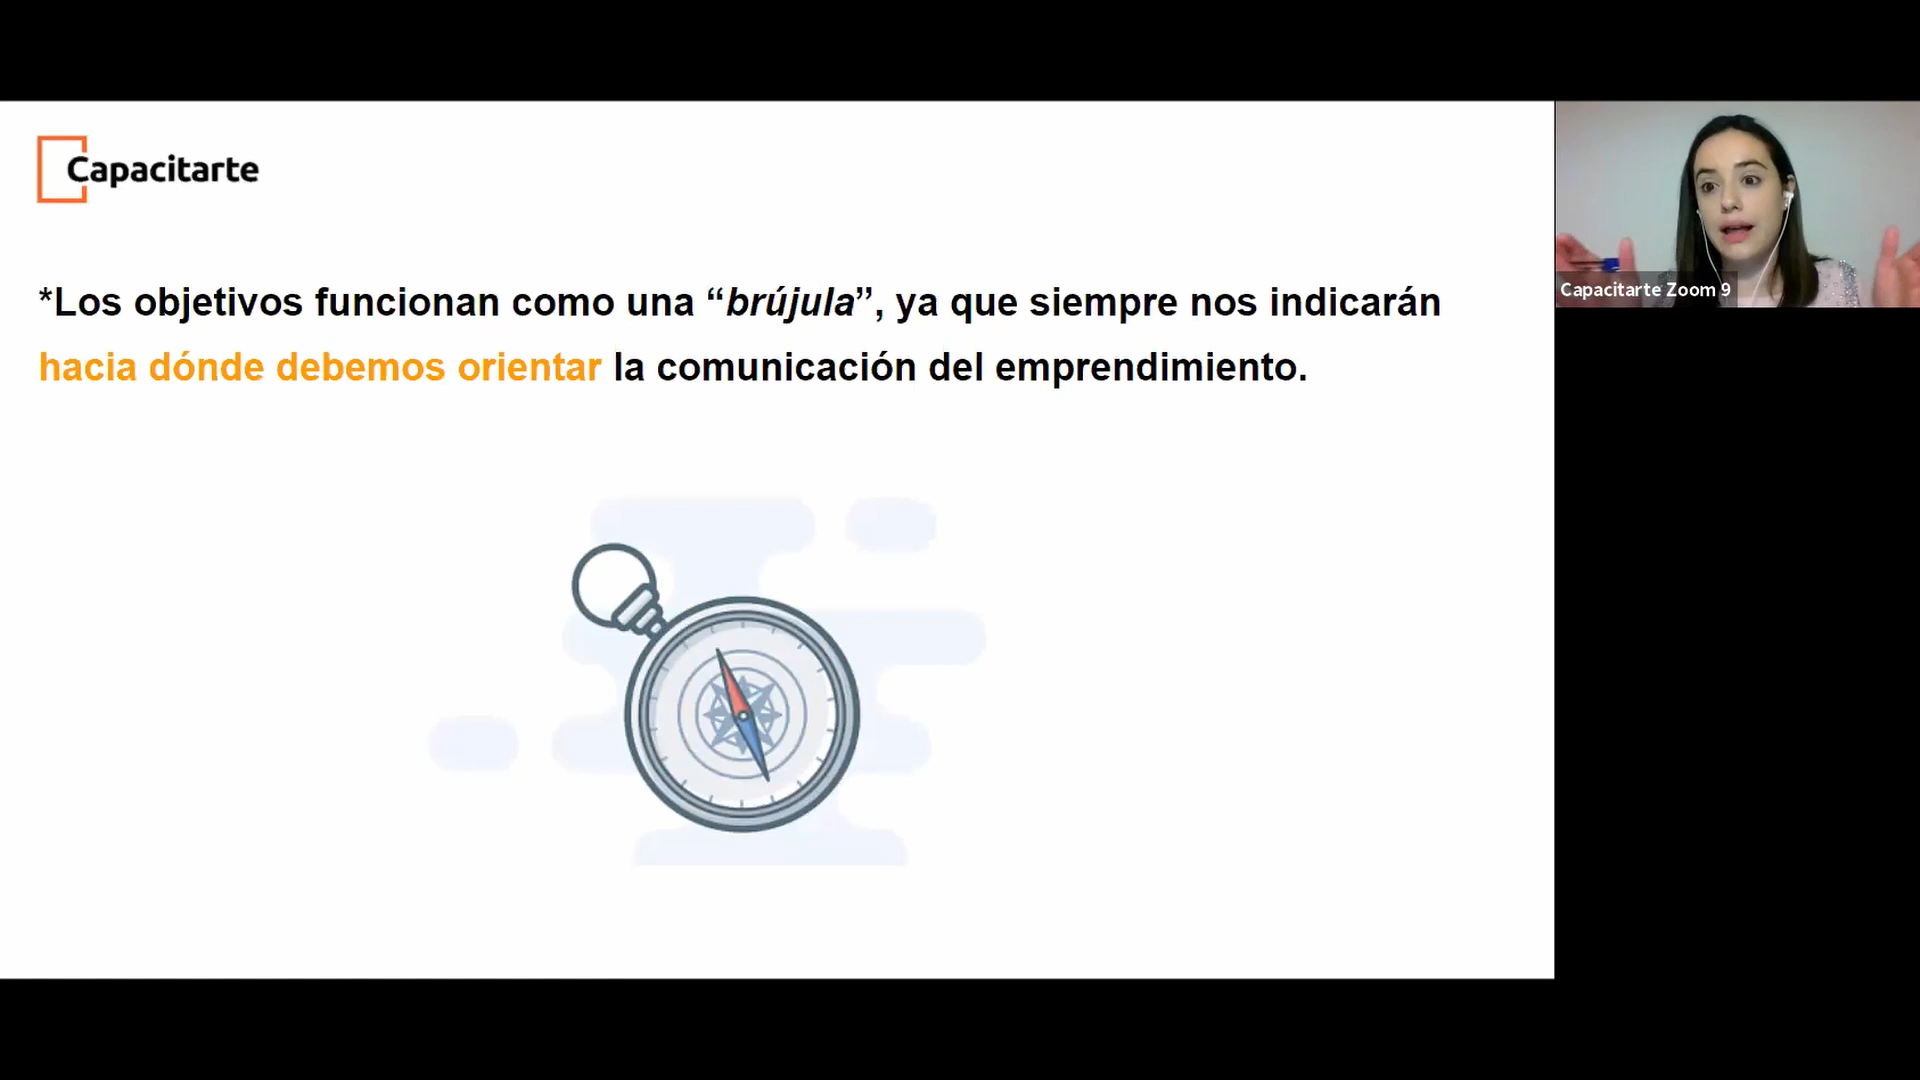 Capacitarte
*Los objetivos funcionan como una “brújula”, ya que siempre nos indicarán
hacia dónde debemos orientar la comunicación del emprendimiento.
Capacitarte Zoom 9